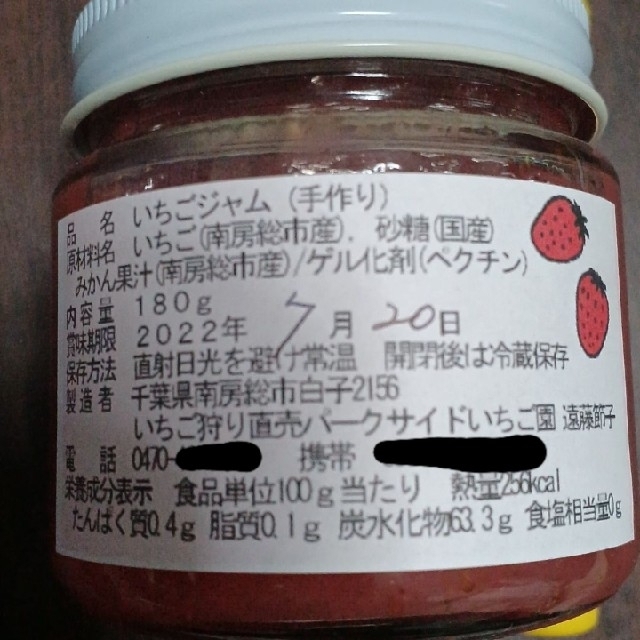 品名 いちごジャム (手作り)
原材料名 いちご(南房総市産)、砂糖(国産)
みかん果汁(南房総市産)/ゲル化剤(ペクチン)
内容量 180g
賞味期限 2022年 7月 20日
保存方法 直射日光を避け常温 開閉後は冷蔵保存
製造者 千葉県南房総市白子2156
いちご狩り直売パークサイドいちご園 遠藤節子
電話 0470- 携帯
栄養成分表示 食品単位100g当たり 熱量256kcal
たんぱく質0.4g 脂質0.1g 炭水化物63.3g 食塩相当量0g